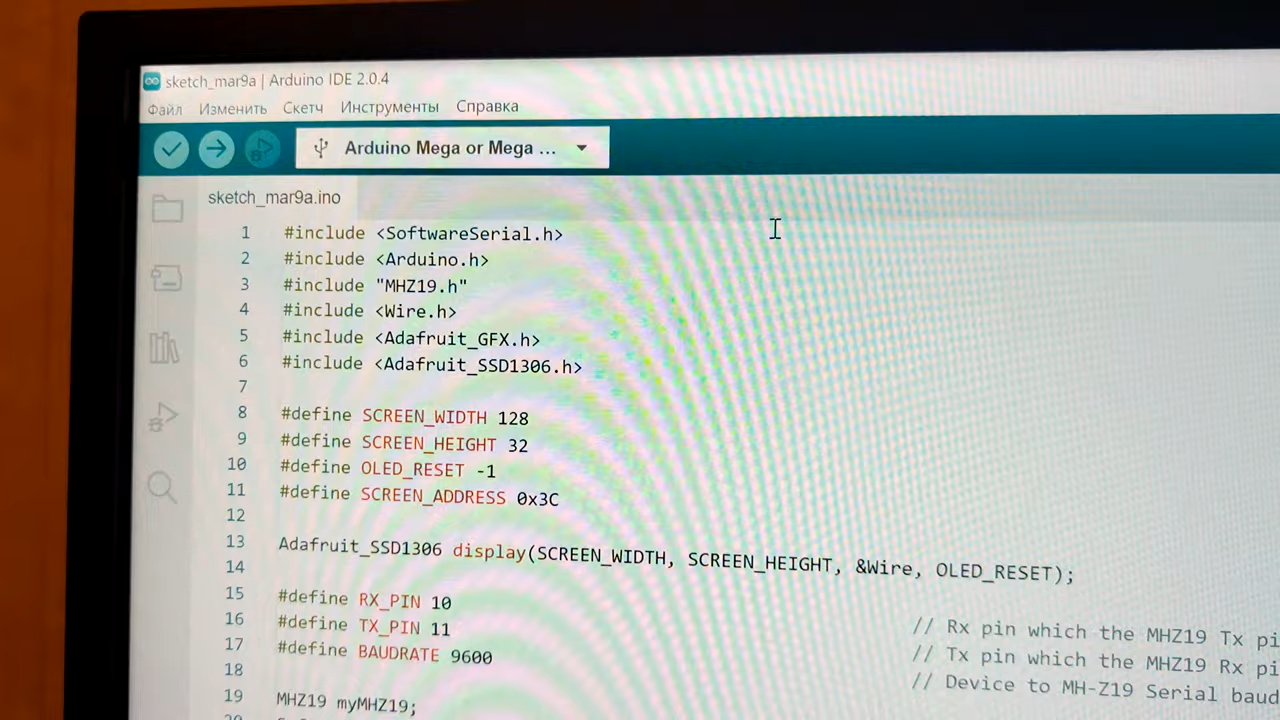 sketch_mar9a | Arduino IDE 2.0.4
Файл Изменить Скетч Инструменты Справка
Arduino Mega or Mega ...
sketch_mar9a.ino
1 #include <SoftwareSerial.h>
2 #include <Arduino.h>
3 #include "MHZ19.h"
4 #include <Wire.h>
5 #include <Adafruit_GFX.h>
6 #include <Adafruit_SSD1306.h>
7
8 #define SCREEN_WIDTH 128
9 #define SCREEN_HEIGHT 32
10 #define OLED_RESET -1
11 #define SCREEN_ADDRESS 0x3C
12
13 Adafruit_SSD1306 display(SCREEN_WIDTH, SCREEN_HEIGHT, &Wire, OLED_RESET);
14
15 #define RX_PIN 10 // Rx pin which the MHZ19 Tx pi
16 #define TX_PIN 11 // Tx pin which the MHZ19 Rx pi
17 #define BAUDRATE 9600 // Device to MH-Z19 Serial baud
18
19 MHZ19 myMHZ19;